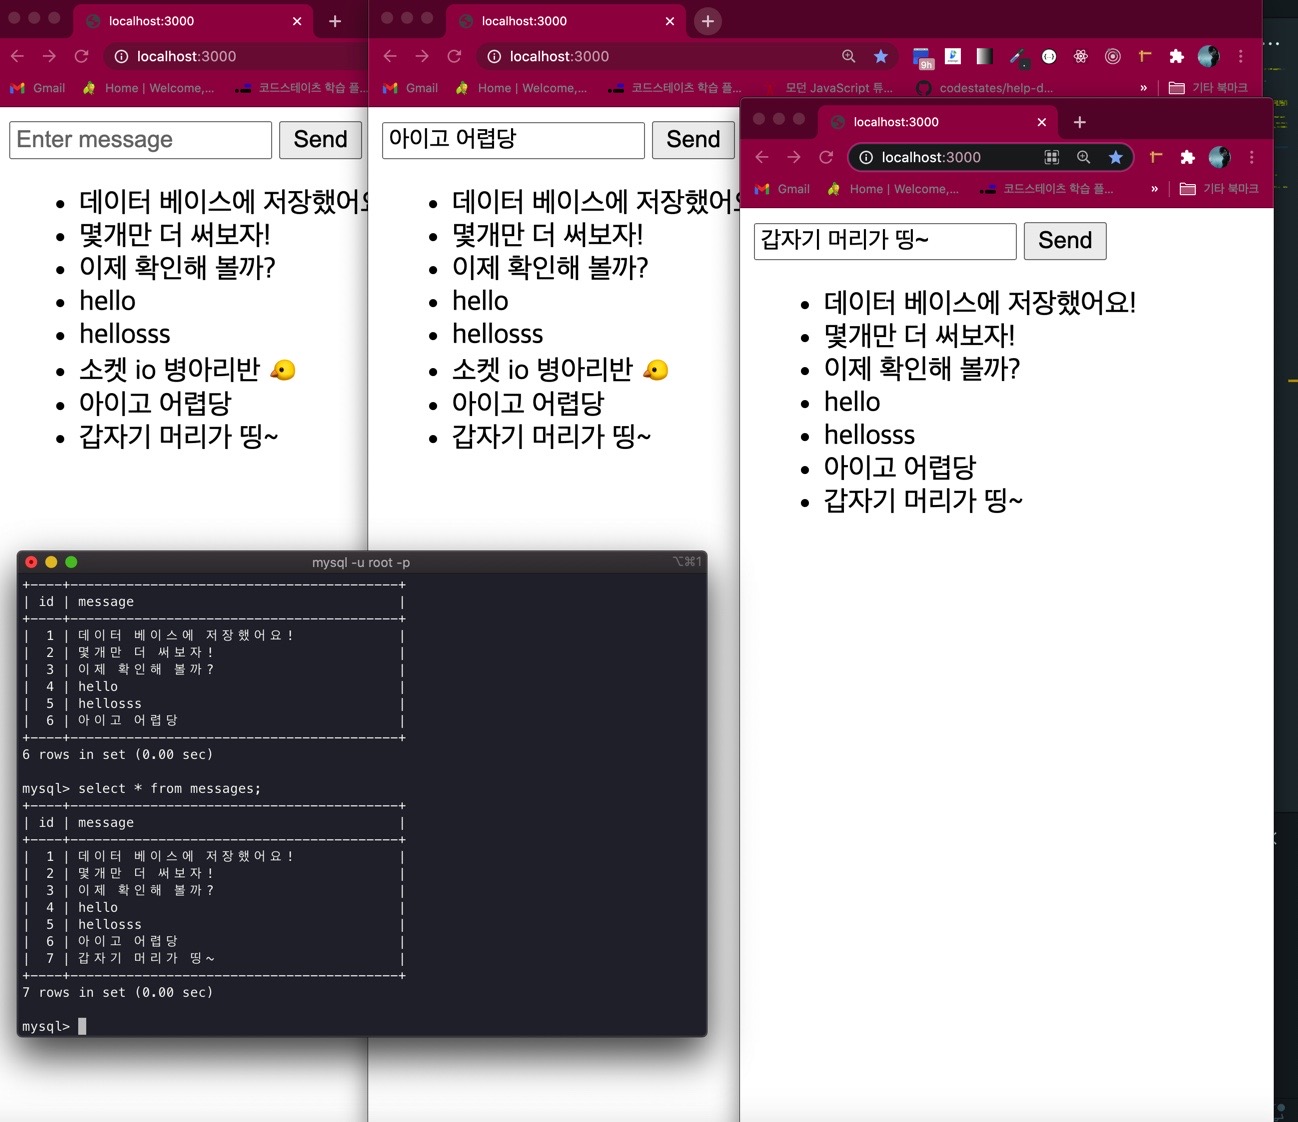 localhost:3000
localhost:3000
Gmail
Home | Welcome,...
코드스테이츠 학습 플...
Enter message
Send
데이터 베이스에 저장했어요
몇개만 더 써보자!
이제 확인해 볼까?
hello
hellosss
소켓 io 병아리반 🐤
아이고 어렵당
갑자기 머리가 띵~
localhost:3000
localhost:3000
9h
Gmail
Home | Welcome,...
코드스테이츠 학습 플...
모던 JavaScript 튜...
codestates/help-d...
»
기타 북마크
아이고 어렵당
Send
데이터 베이스에 저장했어요
몇개만 더 써보자!
이제 확인해 볼까?
hello
hellosss
소켓 io 병아리반 🐤
아이고 어렵당
갑자기 머리가 띵~
localhost:3000
localhost:3000
Gmail
Home | Welcome,...
코드스테이츠 학습 플...
»
기타 북마크
갑자기 머리가 띵~
Send
데이터 베이스에 저장했어요!
몇개만 더 써보자!
이제 확인해 볼까?
hello
hellosss
아이고 어렵당
갑자기 머리가 띵~
mysql -u root -p
⌥⌘1
+----+-----------------------------------------+
| id | message |
+----+-----------------------------------------+
| 1 | 데이터 베이스에 저장했어요! |
| 2 | 몇개만 더 써보자! |
| 3 | 이제 확인해 볼까? |
| 4 | hello |
| 5 | hellosss |
| 6 | 아이고 어렵당 |
+----+-----------------------------------------+
6 rows in set (0.00 sec)
mysql> select * from messages;
+----+-----------------------------------------+
| id | message |
+----+-----------------------------------------+
| 1 | 데이터 베이스에 저장했어요! |
| 2 | 몇개만 더 써보자! |
| 3 | 이제 확인해 볼까? |
| 4 | hello |
| 5 | hellosss |
| 6 | 아이고 어렵당 |
| 7 | 갑자기 머리가 띵~ |
+----+-----------------------------------------+
7 rows in set (0.00 sec)
mysql>